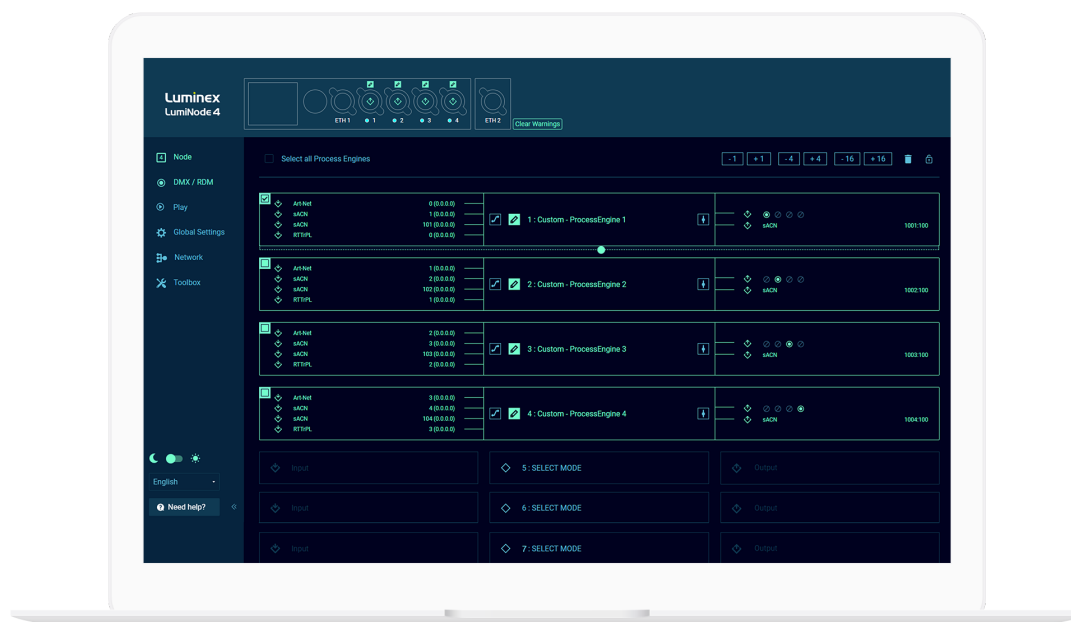 Luminex
LumiNode 4
ETH 1
1
2
3
4
ETH 2
Clear Warnings
4 Node
DMX / RDM
Play
Global Settings
Network
Toolbox
English
Need help?
Select all Process Engines
- 1
+ 1
- 4
+ 4
- 16
+ 16
Art-Net 0 (0.0.0.0)
sACN 1 (0.0.0.0)
sACN 101 (0.0.0.0)
RTTrPL 0 (0.0.0.0)
1 : Custom - ProcessEngine 1
sACN 1001:100
Art-Net 1 (0.0.0.0)
sACN 2 (0.0.0.0)
sACN 102 (0.0.0.0)
RTTrPL 1 (0.0.0.0)
2 : Custom - ProcessEngine 2
sACN 1002:100
Art-Net 2 (0.0.0.0)
sACN 3 (0.0.0.0)
sACN 103 (0.0.0.0)
RTTrPL 2 (0.0.0.0)
3 : Custom - ProcessEngine 3
sACN 1003:100
Art-Net 3 (0.0.0.0)
sACN 4 (0.0.0.0)
sACN 104 (0.0.0.0)
RTTrPL 3 (0.0.0.0)
4 : Custom - ProcessEngine 4
sACN 1004:100
Input 5 : SELECT MODE Output
Input 6 : SELECT MODE Output
Input 7 : SELECT MODE Output